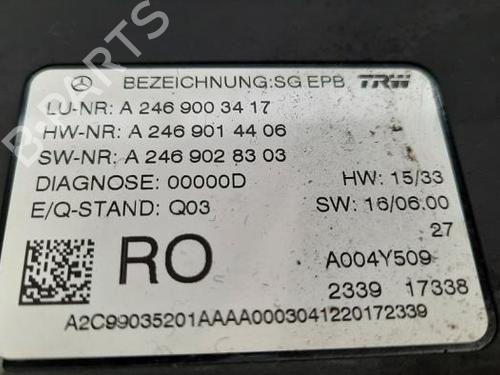 BEZEICHNUNG:SG EPB TRW
LU-NR: A 246 900 34 17
HW-NR: A 246 901 44 06
SW-NR: A 246 902 83 03
DIAGNOSE: 00000D HW: 15/33
E/Q-STAND: Q03 SW: 16/06.00
27
RO A004Y509
2339 17338
A2C99035201AAAA0003041220172339
B-PARTS